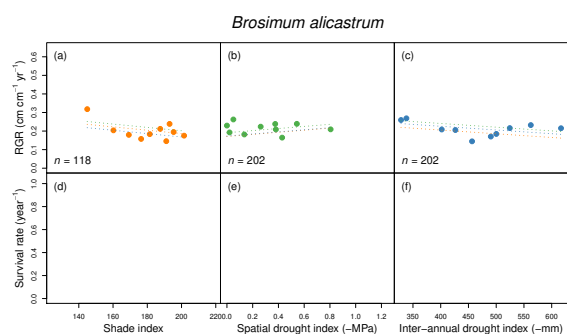 Brosimum alicastrum
(a) (b) (c)
RGR (cm cm⁻¹ yr⁻¹)
0.0 0.1 0.2 0.3 0.4 0.5 0.6
n = 118 n = 202 n = 202
(d) (e) (f)
Survival rate (year⁻¹)
0.0 0.2 0.4 0.6 0.8 1.0
140 160 180 200 220 0.0 0.2 0.4 0.6 0.8 1.0 1.2 350 400 450 500 550 600
Shade index Spatial drought index (−MPa) Inter−annual drought index (−mm)